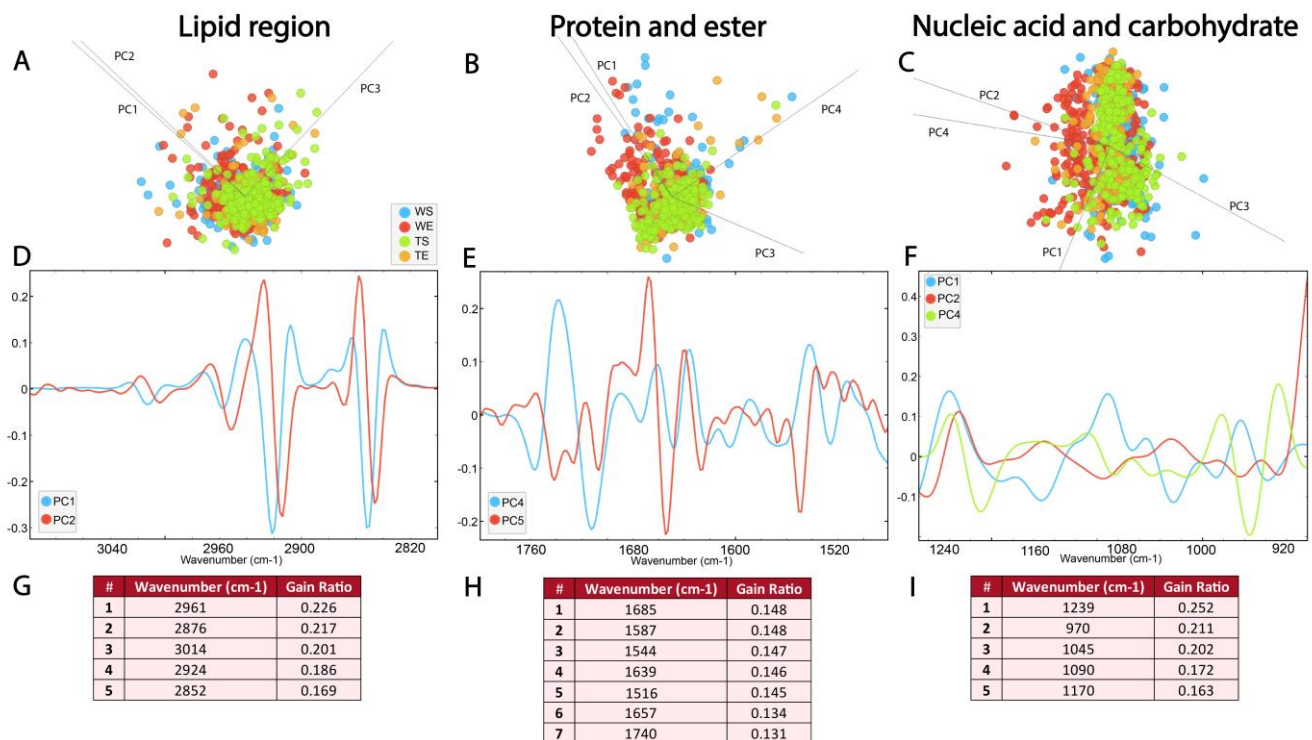 Lipid region
Protein and ester
Nucleic acid and carbohydrate
A
PC2
PC1
PC3
WS
WE
TS
TE
B
PC1
PC2
PC4
PC3
C
PC2
PC4
PC3
PC1
D
0.2
0.1
0
-0.1
-0.2
-0.3
PC1
PC2
3040 2960 2900 2820
Wavenumber (cm-1)
E
0.2
0.1
0
-0.1
-0.2
PC4
PC5
1760 1680 1600 1520
Wavenumber (cm-1)
F
PC1
PC2
PC4
0.4
0.3
0.2
0.1
0
-0.1
1240 1160 1080 1000 920
Wavenumber (cm-1)
G
# Wavenumber (cm-1) Gain Ratio
1 2961 0.226
2 2876 0.217
3 3014 0.201
4 2924 0.186
5 2852 0.169
H
# Wavenumber (cm-1) Gain Ratio
1 1685 0.148
2 1587 0.148
3 1544 0.147
4 1639 0.146
5 1516 0.145
6 1657 0.134
7 1740 0.131
I
# Wavenumber (cm-1) Gain Ratio
1 1239 0.252
2 970 0.211
3 1045 0.202
4 1090 0.172
5 1170 0.163